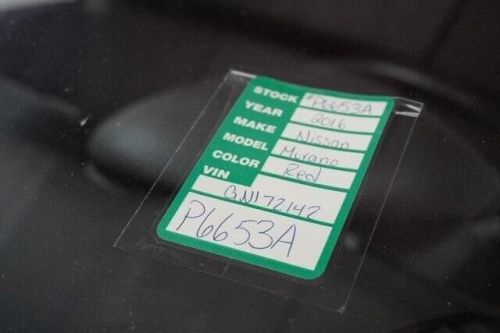 STOCK #P6653A
YEAR 2016
MAKE Nissan
MODEL Murano
COLOR Red
VIN GN172142
P6653A